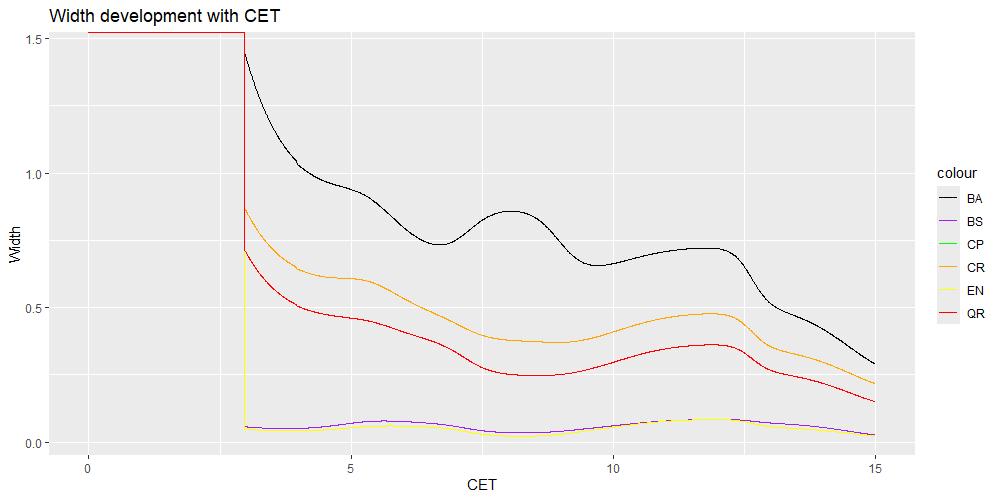 Width development with CET
1.5
1.0
0.5
0.0
Width
0
5
10
15
CET
colour
BA
BS
CP
CR
EN
QR